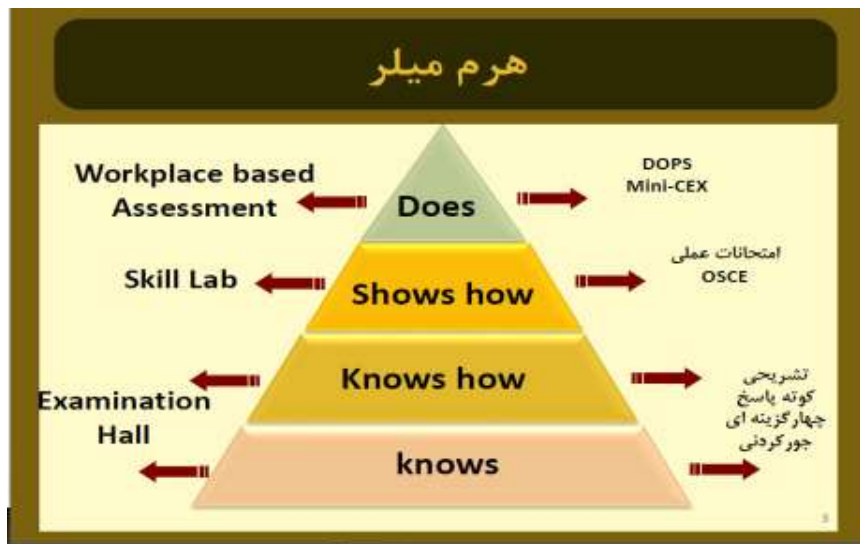 هرم میلر
Workplace based
Assessment
Does
DOPS
Mini-CEX
Skill Lab
Shows how
امتحانات عملی
OSCE
Examination
Hall
Knows how
knows
تشریحی
کوته پاسخ
چهارگزینه ای
جورکردنی